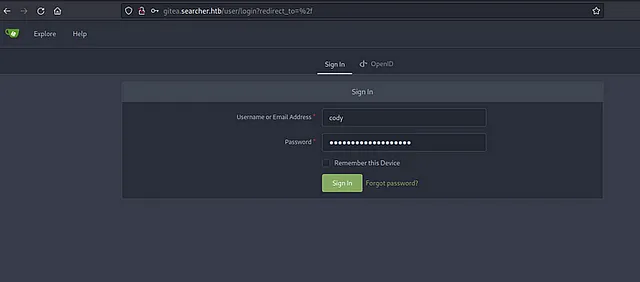 gitea.searcher.htb/user/login?redirect_to=%2f
Explore Help
Sign In OpenID
Sign In
Username or Email Address *
cody
Password *
●●●●●●●●●●●●●●●●●●●
Remember this Device
Sign In Forgot password?